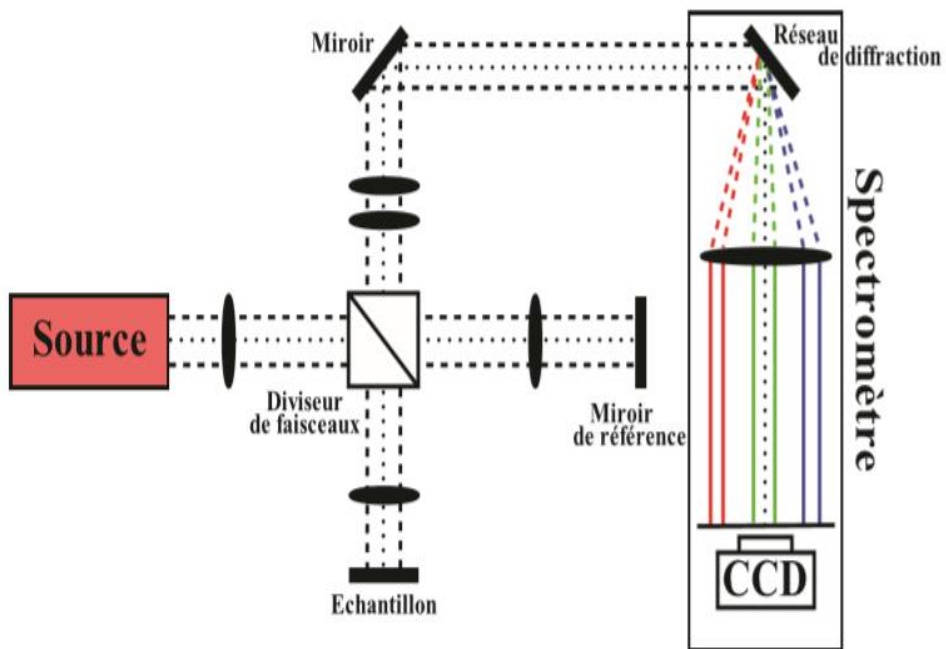 Miroir
Réseau
de diffraction
Spectromètre
Source
Diviseur
de faisceaux
Miroir
de référence
CCD
Echantillon